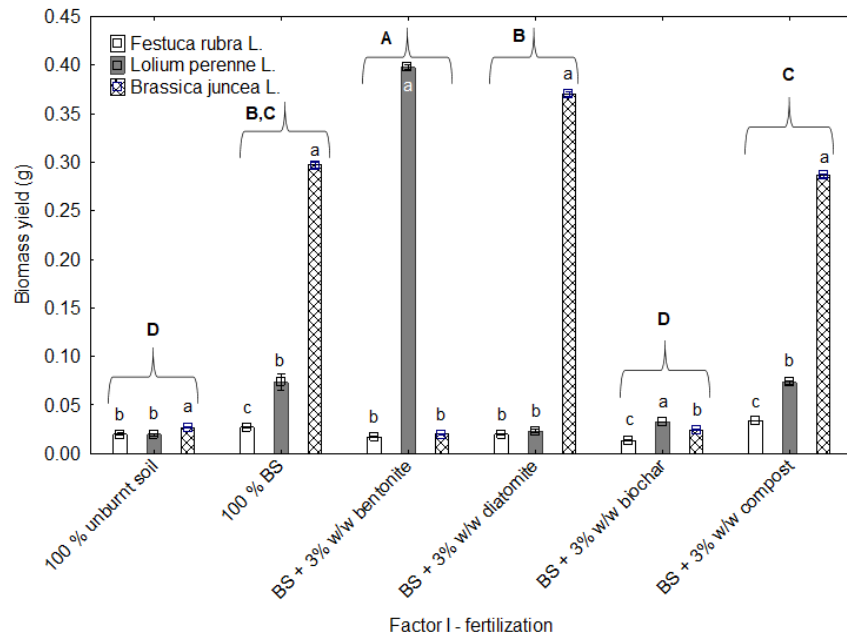 0.45
0.40
0.35
0.30
0.25
0.20
0.15
0.10
0.05
0.00
Biomass yield (g)
Festuca rubra L.
Lolium perenne L.
Brassica juncea L.
D
b b a
B,C
c b a
A
b a b
B
b b a
D
c a b
C
c b a
100 % unburnt soil
100 % BS
BS + 3% w/w bentonite
BS + 3% w/w diatomite
BS + 3% w/w biochar
BS + 3% w/w compost
Factor I - fertilization